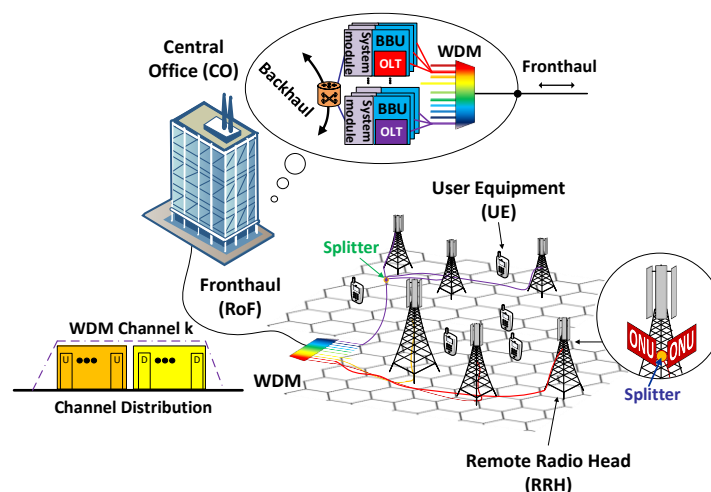 Central
Office (CO)
Backhaul
System
module
BBU
OLT
System
module
BBU
OLT
WDM
Fronthaul
User Equipment
(UE)
Splitter
Fronthaul
(RoF)
WDM Channel k
U
U
D
D
Channel Distribution
WDM
ONU
ONU
Splitter
Remote Radio Head
(RRH)